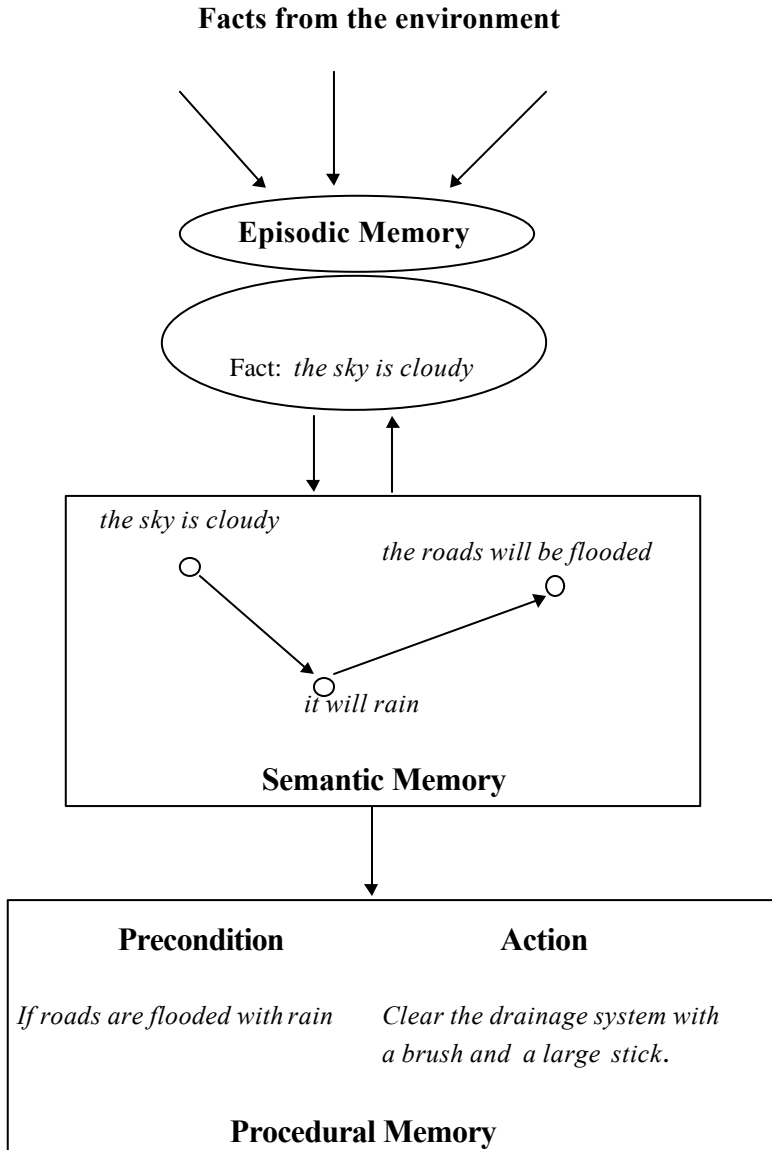 Facts from the environment
Episodic Memory
Fact: the sky is cloudy
the sky is cloudy
the roads will be flooded
it will rain
Semantic Memory
Precondition
Action
If roads are flooded with rain
Clear the drainage system with
a brush and a large stick.
Procedural Memory